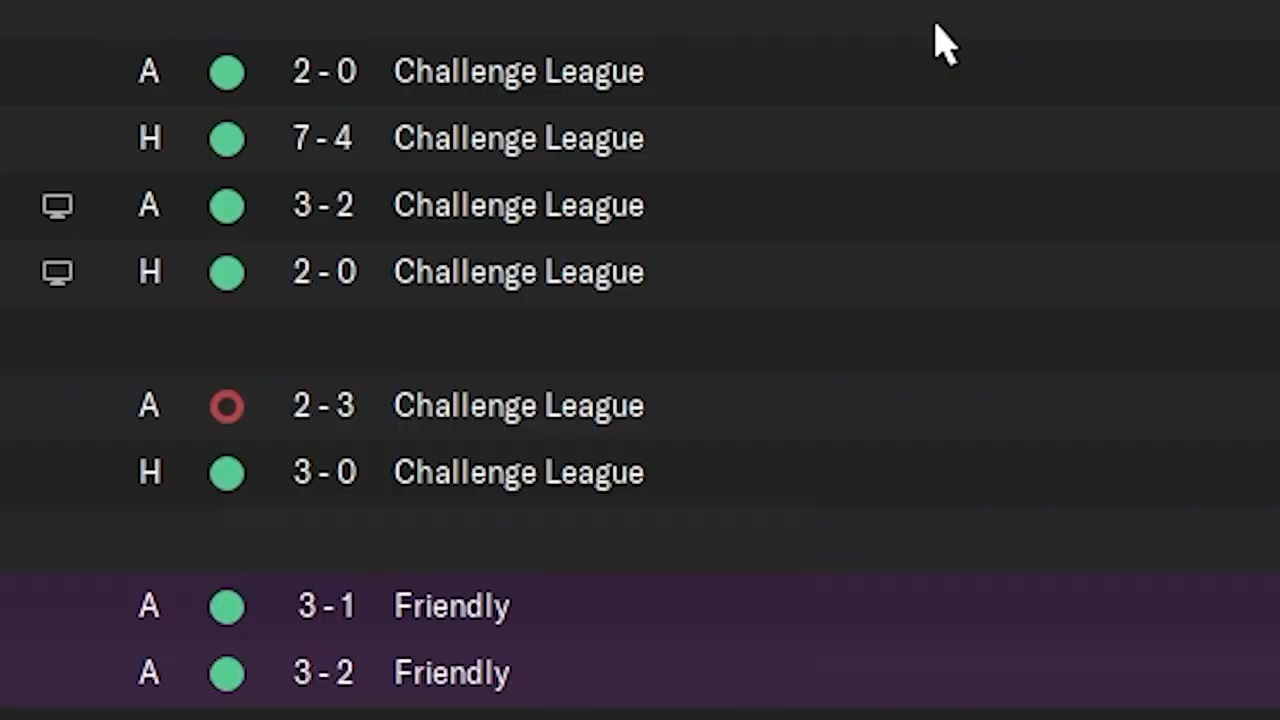 A 2 - 0 Challenge League
H 7 - 4 Challenge League
A 3 - 2 Challenge League
H 2 - 0 Challenge League
A 2 - 3 Challenge League
H 3 - 0 Challenge League
A 3 - 1 Friendly
A 3 - 2 Friendly